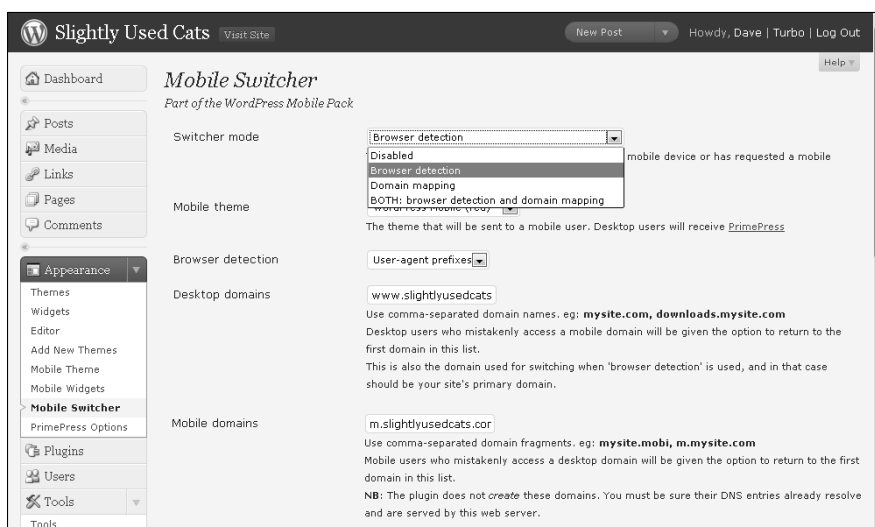 Slightly Used Cats Visit Site New Post Howdy, Dave | Turbo | Log Out
Help
Dashboard
Posts
Media
Links
Pages
Comments
Appearance
Themes
Widgets
Editor
Add New Themes
Mobile Theme
Mobile Widgets
Mobile Switcher
PrimePress Options
Plugins
Users
Tools
Tools
Mobile Switcher
Part of the WordPress Mobile Pack
Switcher mode
Browser detection
Disabled
Browser detection
Domain mapping
BOTH: browser detection and domain mapping
mobile device or has requested a mobile
Mobile theme
The theme that will be sent to a mobile user. Desktop users will receive PrimePress
Browser detection
User-agent prefixes
Desktop domains
www.slightlyusedcats
Use comma-separated domain names. eg: mysite.com, downloads.mysite.com
Desktop users who mistakenly access a mobile domain will be given the option to return to the
first domain in this list.
This is also the domain used for switching when 'browser detection' is used, and in that case
should be your site's primary domain.
Mobile domains
m.slightlyusedcats.cor
Use comma-separated domain fragments. eg: mysite.mobi, m.mysite.com
Mobile users who mistakenly access a desktop domain will be given the option to return to the first
domain in this list.
NB: The plugin does not create these domains. You must be sure their DNS entries already resolve
and are served by this web server.